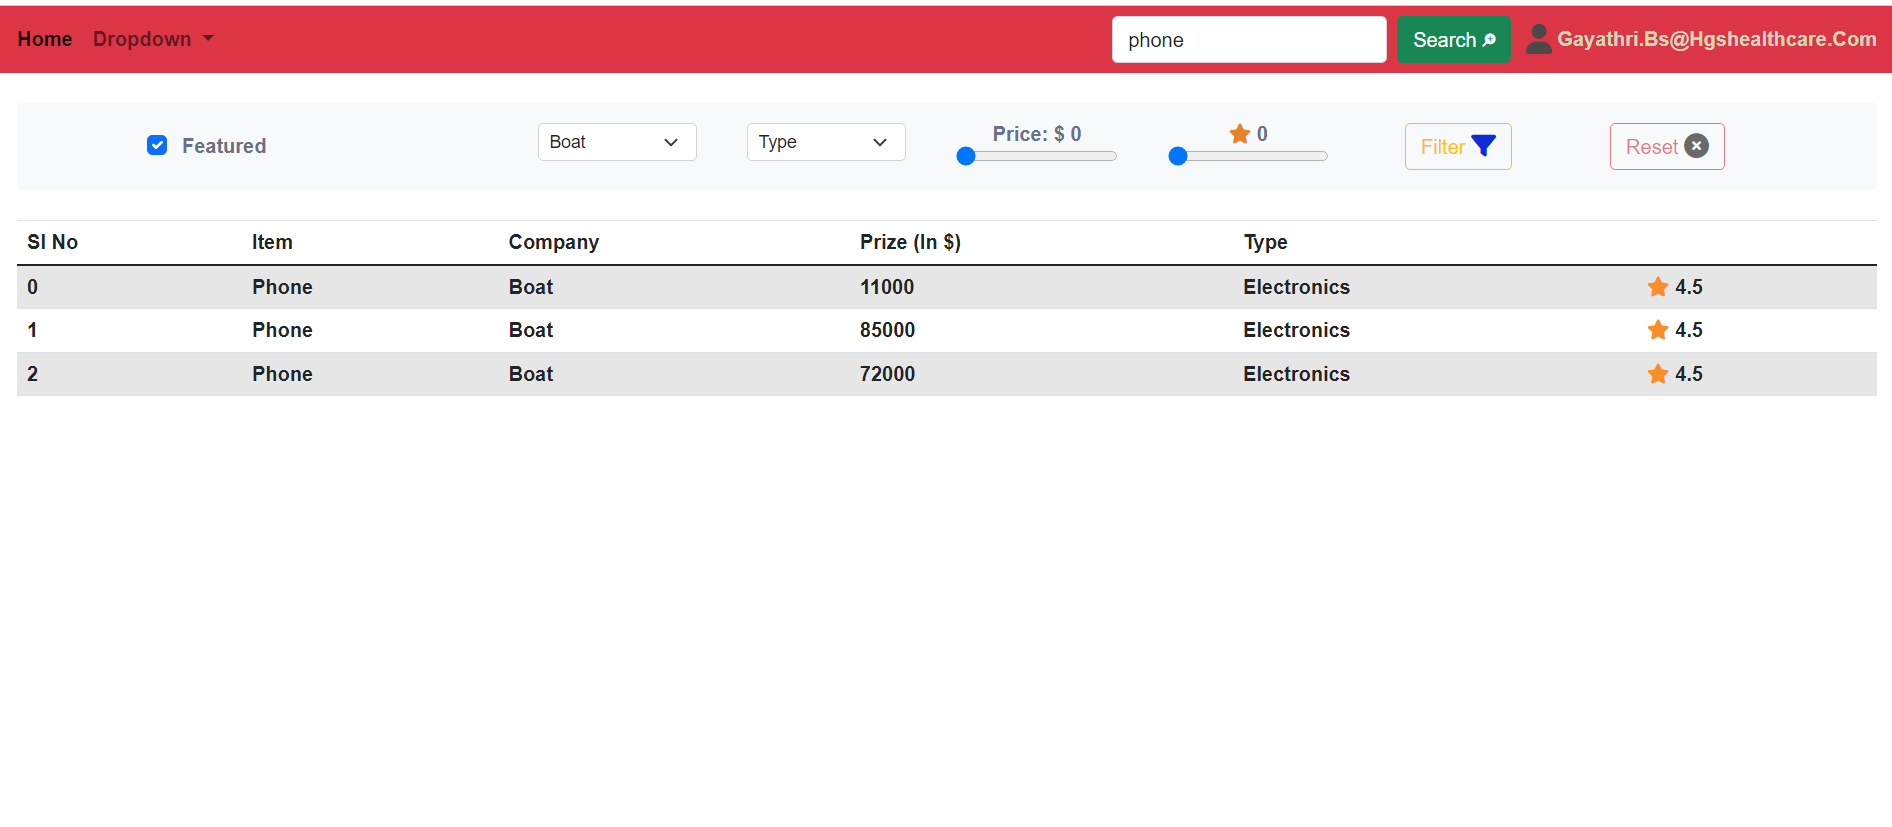 Home Dropdown phone Search Gayathri.Bs@Hgshealthcare.Com
Featured Boat Type Price: $ 0 0 Filter Reset
Sl No Item Company Prize (In $) Type
0 Phone Boat 11000 Electronics 4.5
1 Phone Boat 85000 Electronics 4.5
2 Phone Boat 72000 Electronics 4.5